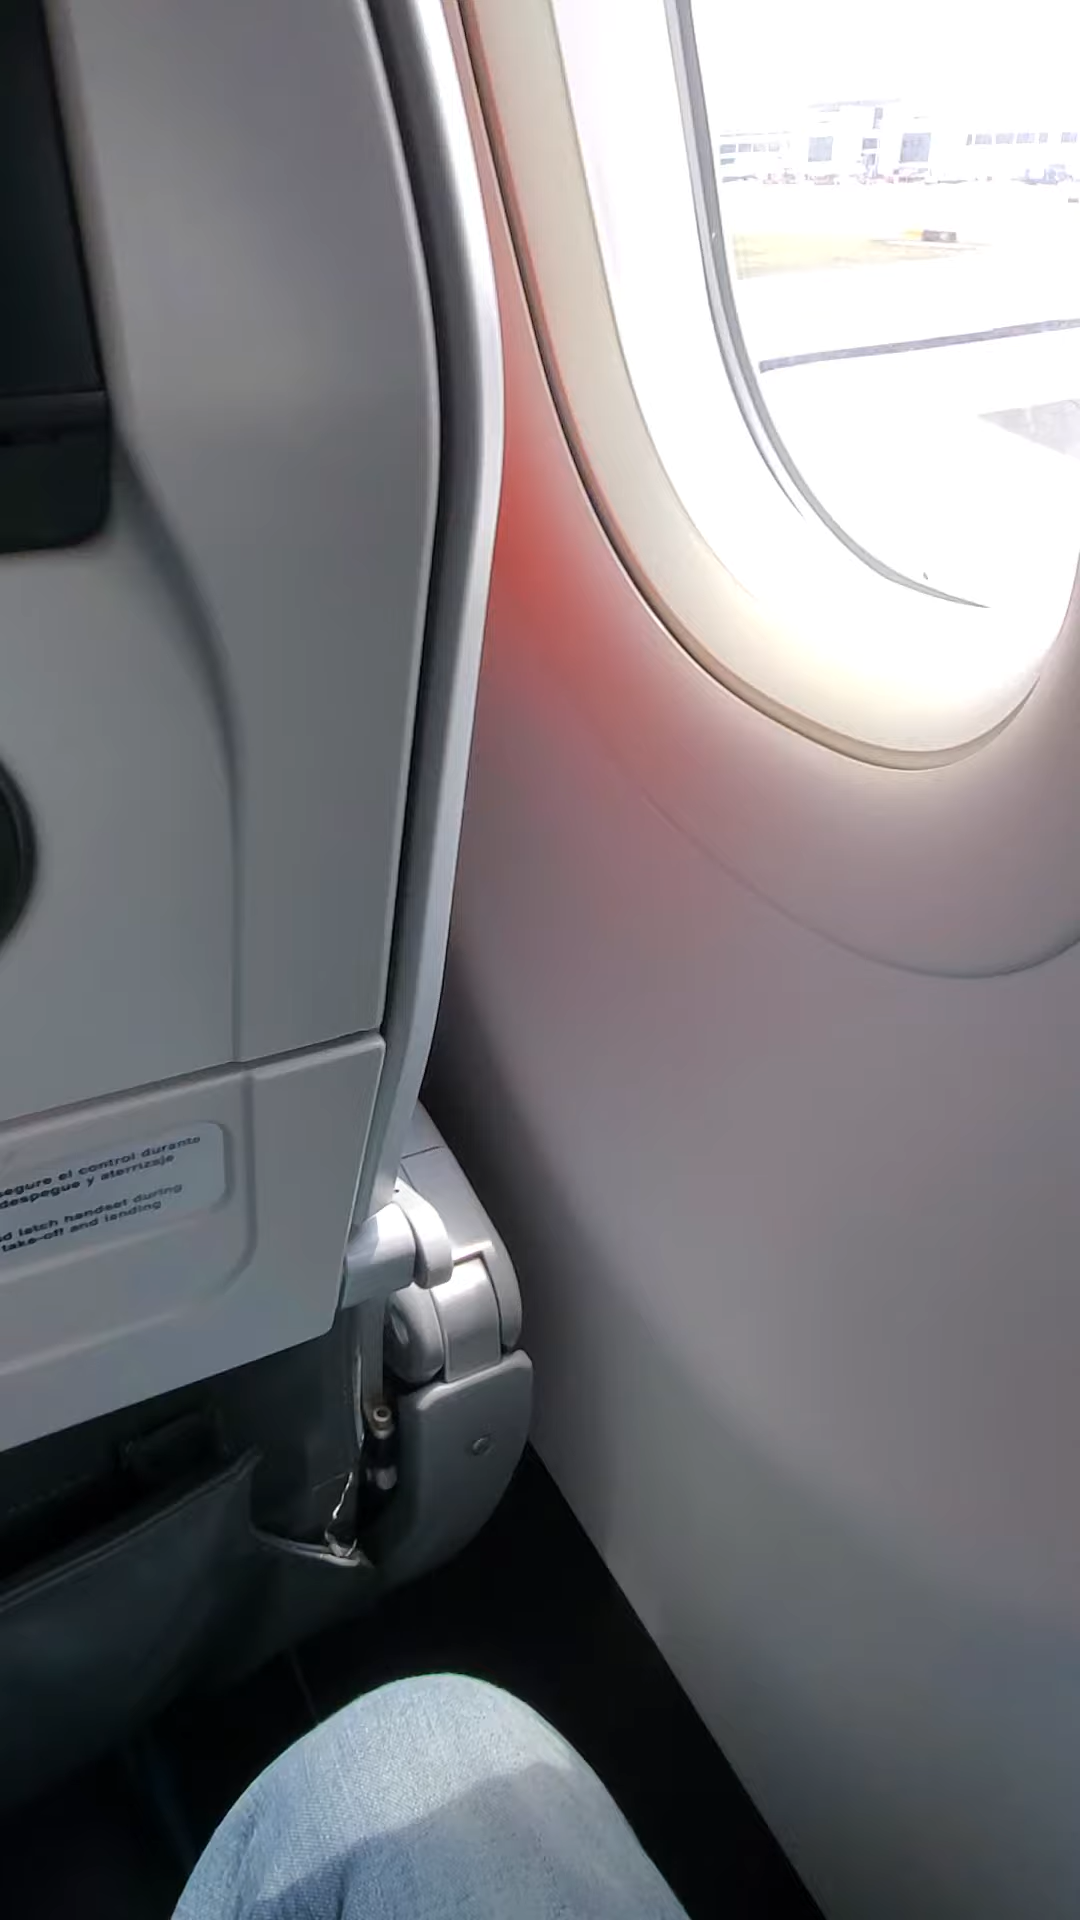 segure el control durante
despegue y aterrizaje
d latch handset during
take-off and landing